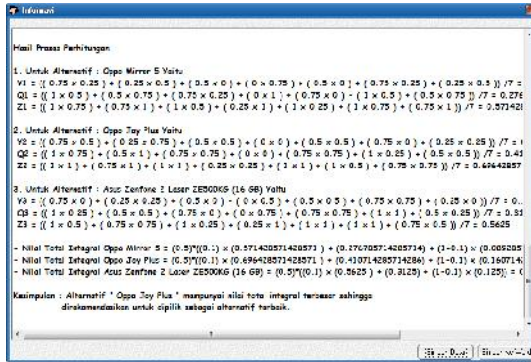 Informasi
Hasil Proses Perhitungan
1. Untuk Alternatif : Oppo Mirror 5 Yaitu
Y1 = (( 0.75 x 0.25 ) + ( 0.25 x 0.5 ) + ( 0.5 x 0 ) + ( 0 x 0.75 ) + ( 0.5 x 0 ) + ( 0.75 x 0.25 ) + ( 0.25 x 0.5 )) /7 =
Q1 = (( 1 x 0.5 ) + ( 0.5 x 0.75 ) + ( 0.75 x 0.25 ) + ( 0 x 1 ) + ( 0.75 x 0 ) + ( 1 x 0.5 ) + ( 0.5 x 0.75 )) /7 = 0.276
Z1 = (( 1 x 0.75 ) + ( 0.75 x 1 ) + ( 1 x 0.5 ) + ( 0.25 x 1 ) + ( 1 x 0.25 ) + ( 1 x 0.75 ) + ( 0.75 x 1 )) /7 = 0.571428
2. Untuk Alternatif : Oppo Joy Plus Yaitu
Y2 = (( 0.75 x 0.5 ) + ( 0.25 x 0.75 ) + ( 0.5 x 0.5 ) + ( 0 x 0 ) + ( 0.5 x 0.5 ) + ( 0.75 x 0 ) + ( 0.25 x 0.25 )) /7 =
Q2 = (( 1 x 0.75 ) + ( 0.5 x 1 ) + ( 0.75 x 0.75 ) + ( 0 x 0 ) + ( 0.75 x 0.75 ) + ( 1 x 0.25 ) + ( 0.5 x 0.5 )) /7 = 0.41
Z2 = (( 1 x 1 ) + ( 0.75 x 1 ) + ( 1 x 1 ) + ( 0.25 x 0.25 ) + ( 1 x 1 ) + ( 1 x 0.5 ) + ( 0.75 x 0.75 )) /7 = 0.69642857
3. Untuk Alternatif : Asus Zenfone 2 Laser ZE500KG (16 GB) Yaitu
Y3 = (( 0.75 x 0 ) + ( 0.25 x 0.25 ) + ( 0.5 x 0 ) + ( 0 x 0.5 ) + ( 0.5 x 0.5 ) + ( 0.75 x 0.75 ) + ( 0.25 x 0 )) /7 = 0.
Q3 = (( 1 x 0.25 ) + ( 0.5 x 0.5 ) + ( 0.75 x 0 ) + ( 0 x 0.75 ) + ( 0.75 x 0.75 ) + ( 1 x 1 ) + ( 0.5 x 0.25 )) /7 = 0.31
Z3 = (( 1 x 0.5 ) + ( 0.75 x 0.75 ) + ( 1 x 0.25 ) + ( 0.25 x 1 ) + ( 1 x 1 ) + ( 1 x 1 ) + ( 0.75 x 0.5 )) /7 = 0.5625
- Nilai Total Integral Oppo Mirror 5 = (0.5)*((0.1) x (0.571428571428571 ) + (0.276785714285714) + (1-0.1) x (0.089285
- Nilai Total Integral Oppo Joy Plus = (0.5)*((0.1) x (0.696428571428571 ) + (0.410714285714286) + (1-0.1) x (0.160714
- Nilai Total Integral Asus Zenfone 2 Laser ZE500KG (16 GB) = (0.5)*((0.1) x (0.5625 ) + (0.3125) + (1-0.1) x (0.125)) = 0
Kesimpulan : Alternatif " Oppo Joy Plus " mempunyai nilai total integral terbesar sehingga
direkomendasikan untuk dipilih sebagai alternatif terbaik.